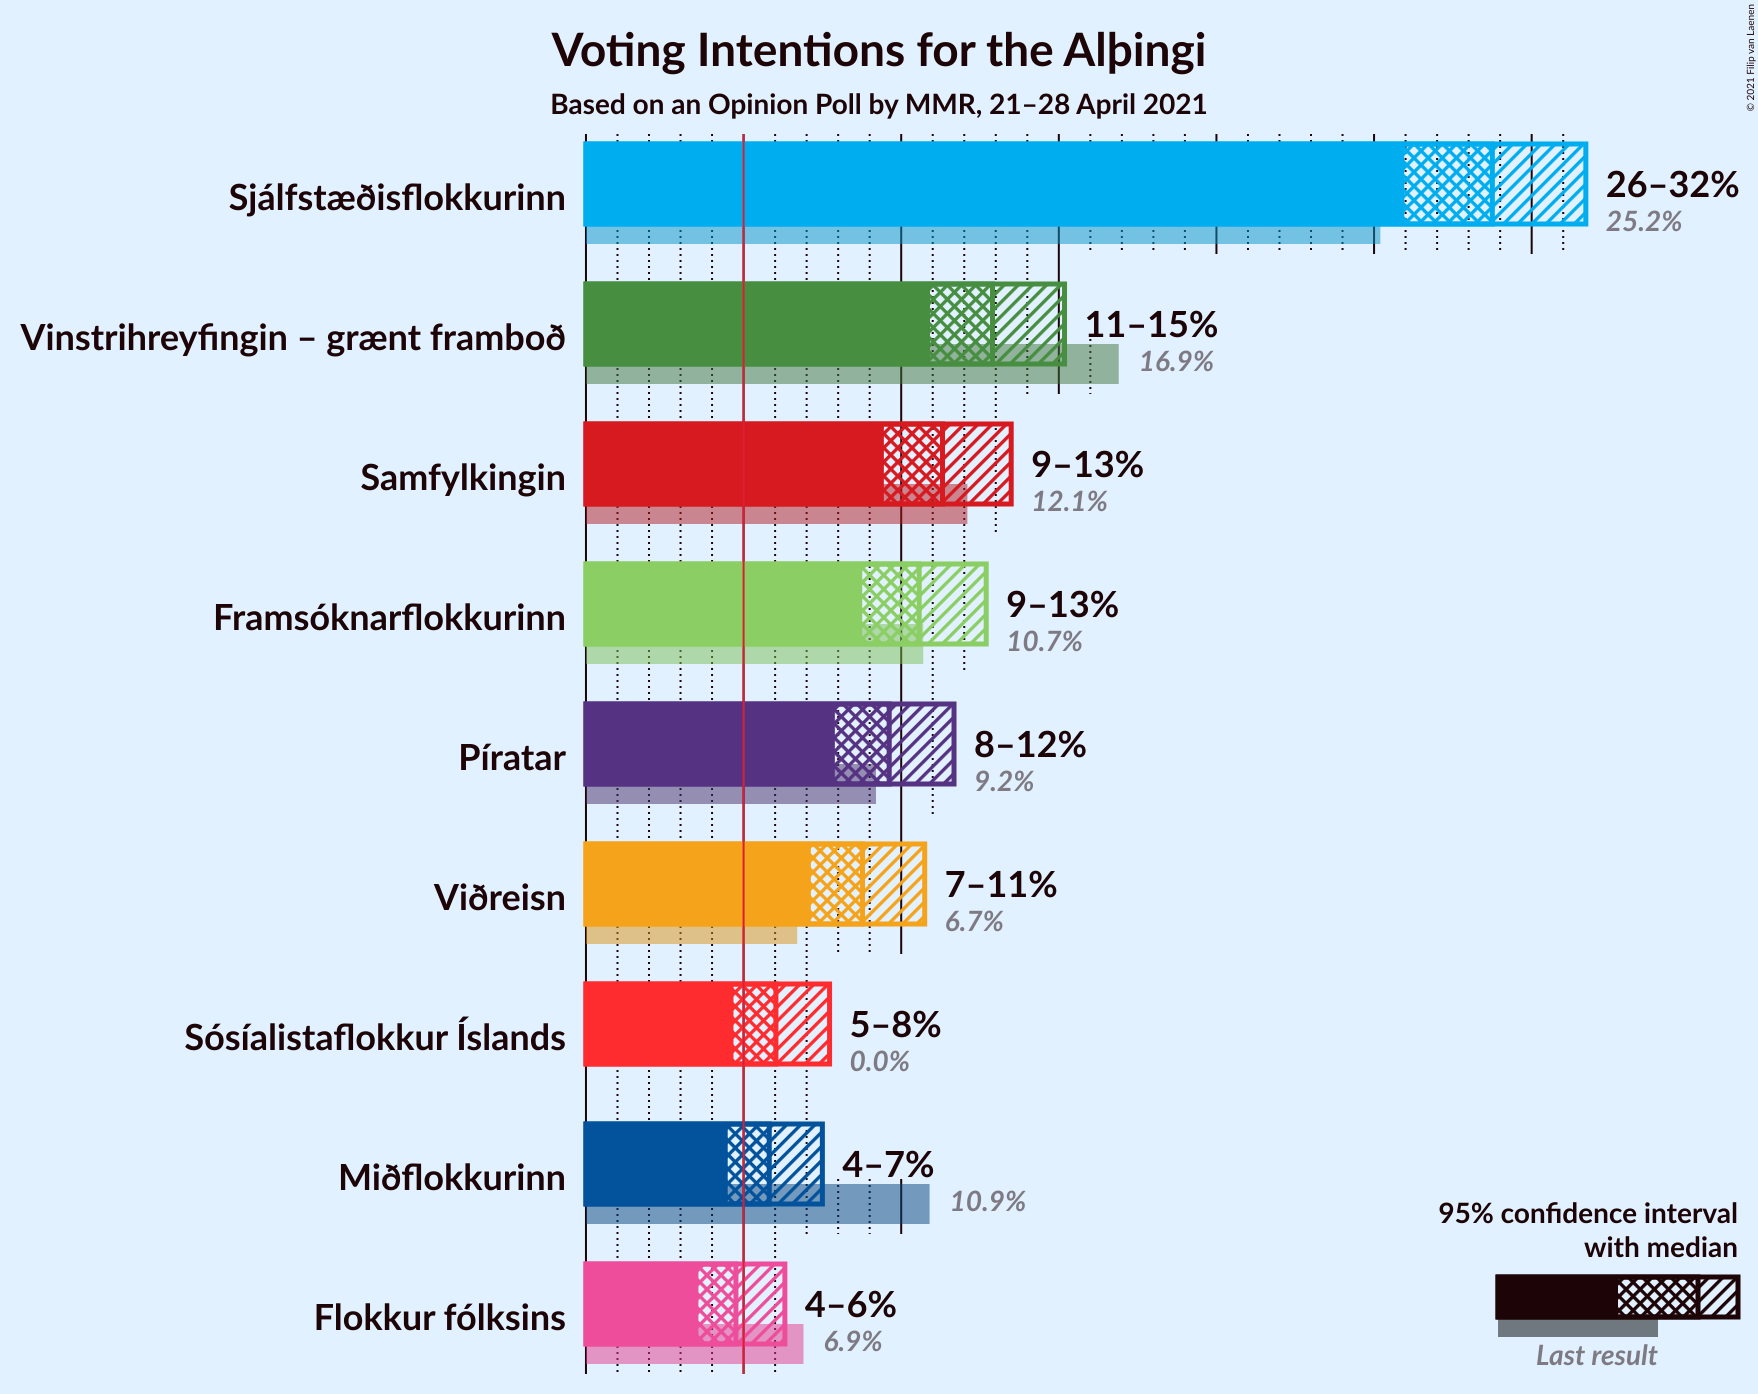 Voting Intentions for the Alþingi
Based on an Opinion Poll by MMR, 21–28 April 2021
© 2021 Filip van Laenen
Sjálfstæðisflokkurinn
26–32%
25.2%
Vinstrihreyfingin – grænt framboð
11–15%
16.9%
Samfylkingin
9–13%
12.1%
Framsóknarflokkurinn
9–13%
10.7%
Píratar
8–12%
9.2%
Viðreisn
7–11%
6.7%
Sósíalistaflokkur Íslands
5–8%
0.0%
Miðflokkurinn
4–7%
10.9%
Flokkur fólksins
4–6%
6.9%
95% confidence interval
with median
Last result